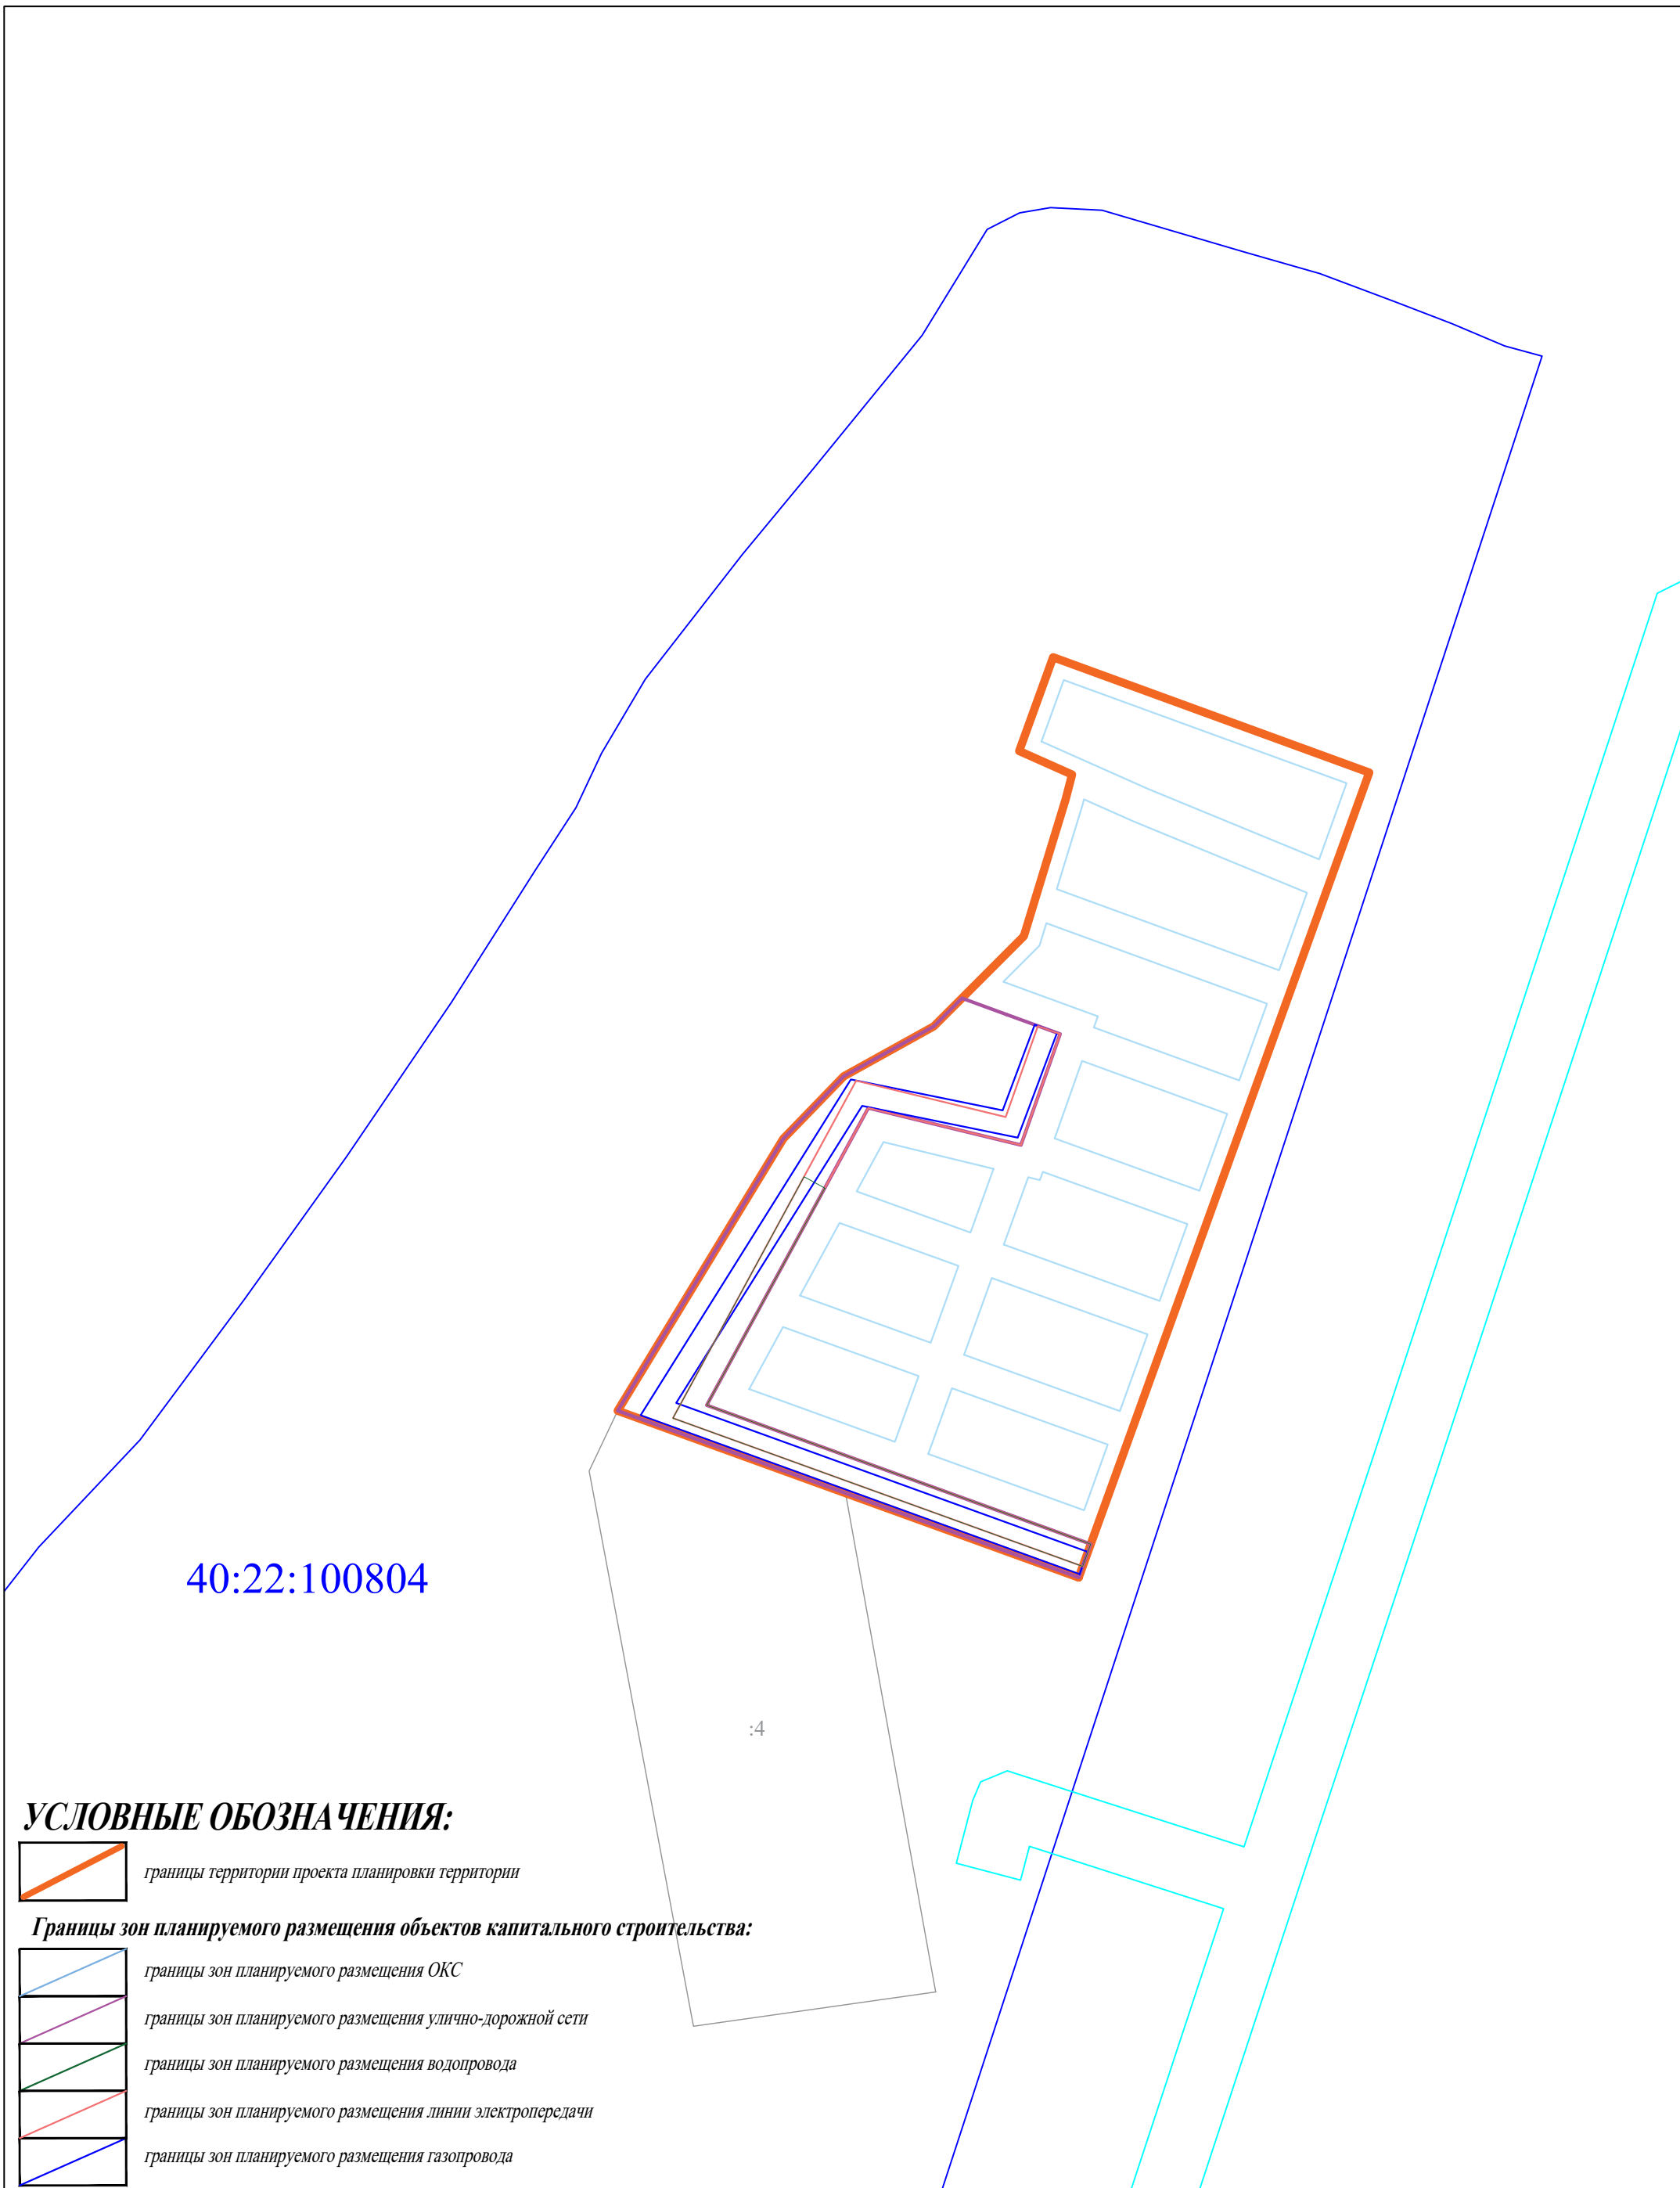 40:22:100804
:4
УСЛОВНЫЕ ОБОЗНАЧЕНИЯ:
границы территории проекта планировки территории
Границы зон планируемого размещения объектов капитального строительства:
границы зон планируемого размещения ОКС
границы зон планируемого размещения улично-дорожной сети
границы зон планируемого размещения водопровода
границы зон планируемого размещения линии электропередачи
границы зон планируемого размещения газопровода